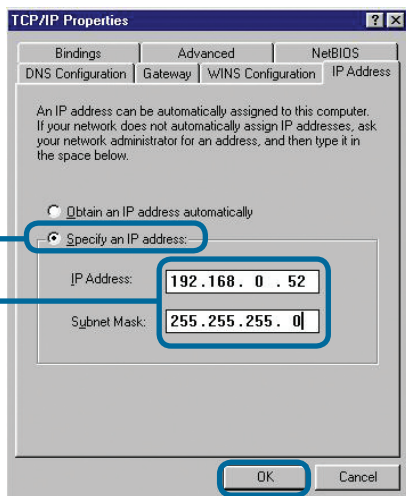 TCP/IP Properties
Bindings Advanced NetBIOS
DNS Configuration Gateway WINS Configuration IP Address
An IP address can be automatically assigned to this computer.
If your network does not automatically assign IP addresses, ask
your network administrator for an address, and then type it in
the space below.
Obtain an IP address automatically
Specify an IP address:
IP Address: 192.168. 0 .52
Subnet Mask: 255.255.255. 0
OK Cancel